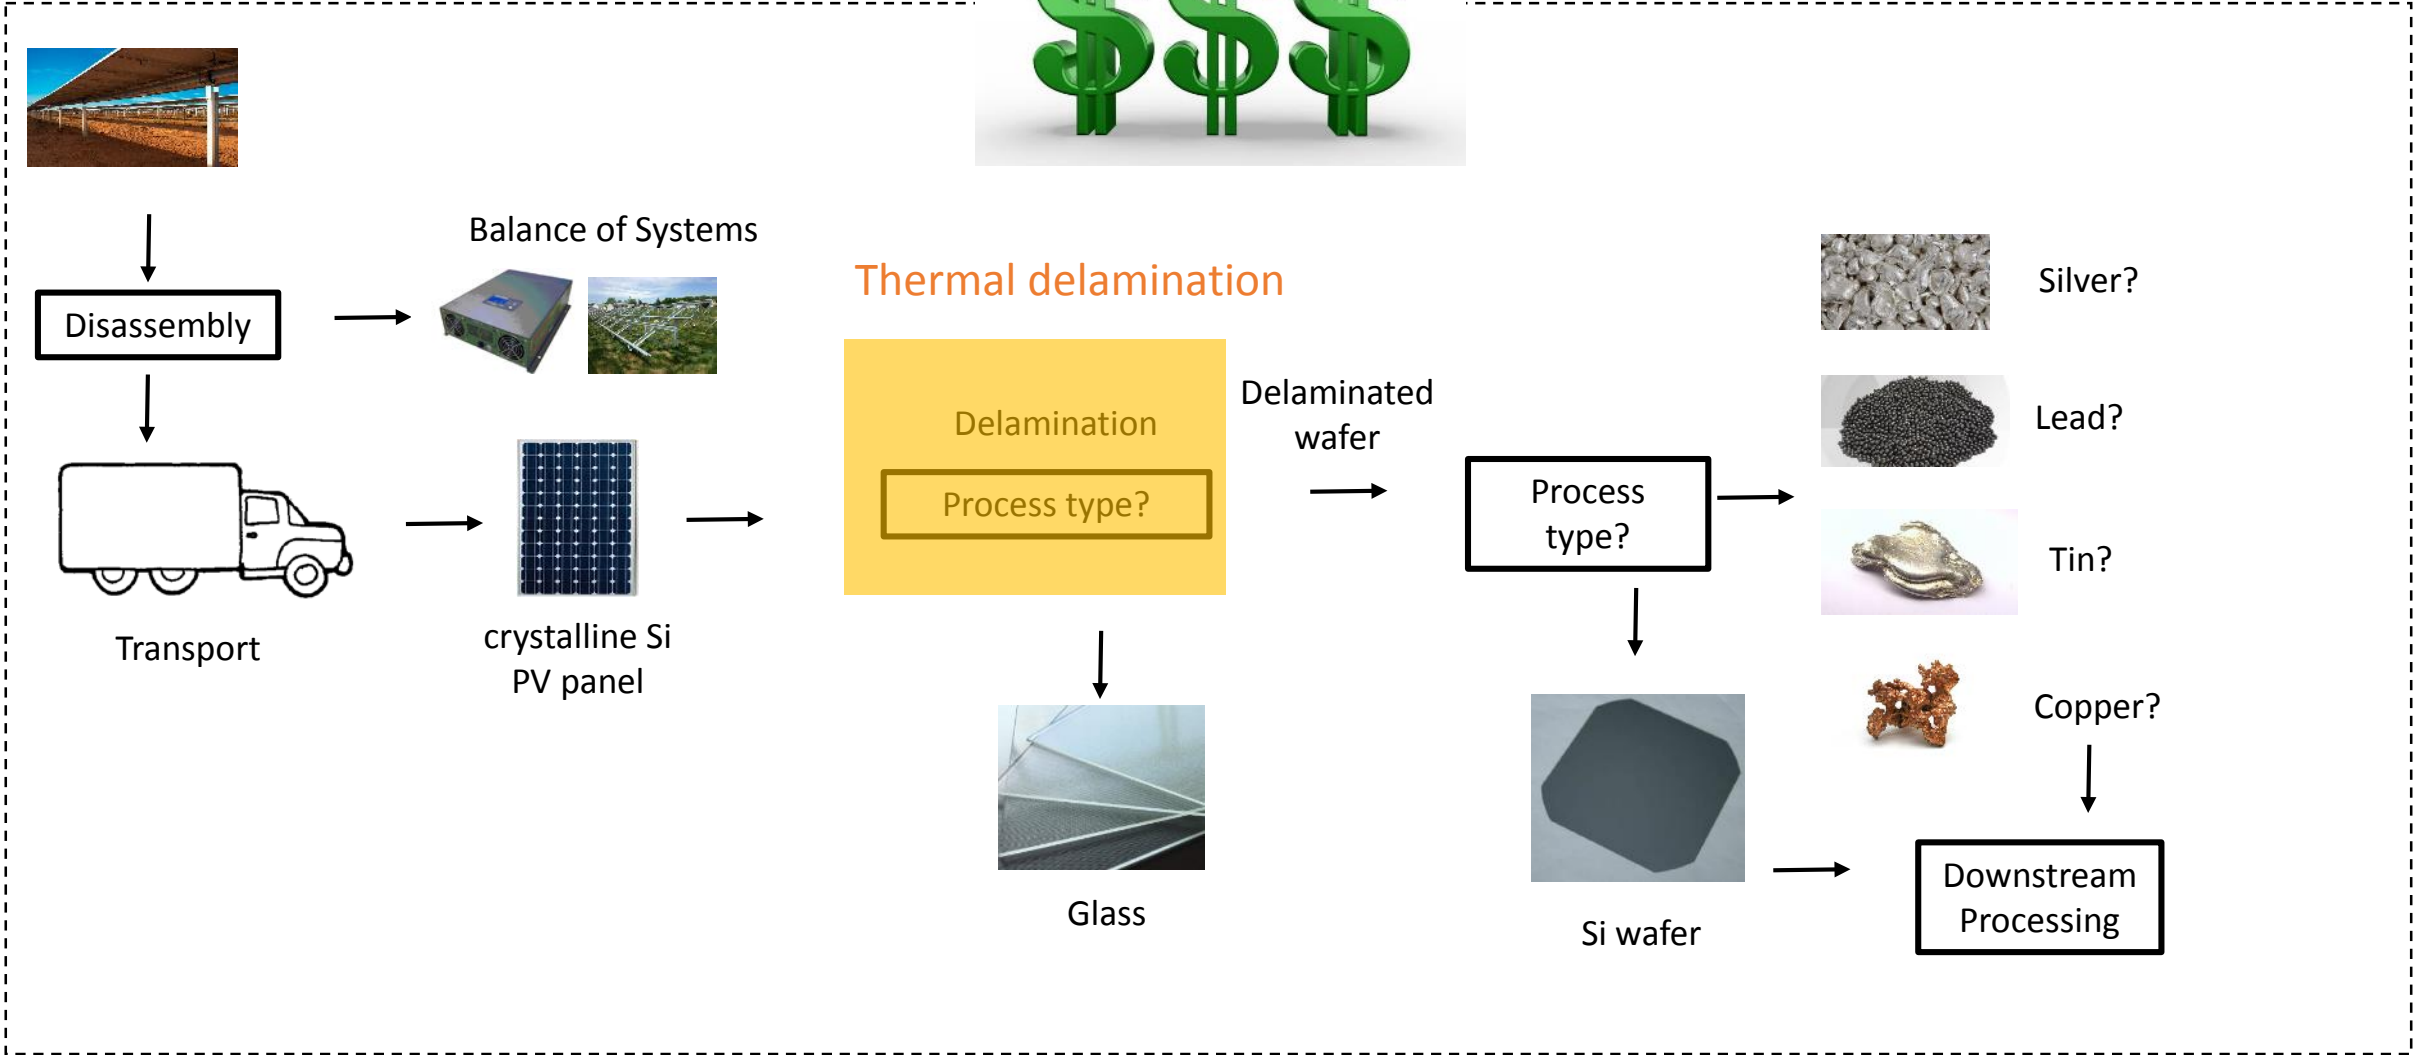 Balance of Systems
Disassembly
Transport
crystalline Si
PV panel
Thermal delamination
Delamination
Process type?
Glass
Delaminated
wafer
Process
type?
Si wafer
Silver?
Lead?
Tin?
Copper?
Downstream
Processing